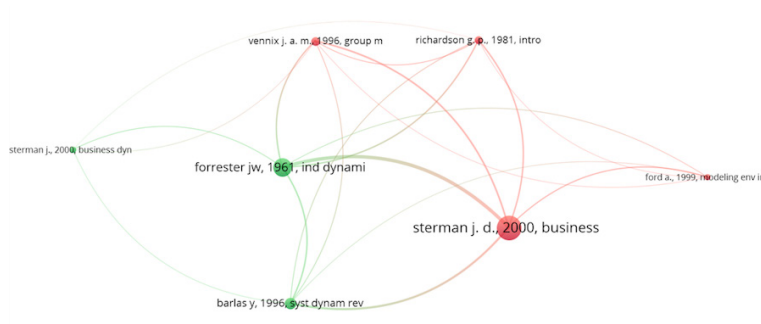 vennix j. a. m., 1996, group m
richardson g. p., 1981, intro
sterman j., 2000, business dyn
forrester jw, 1961, ind dynami
ford a., 1999, modeling env i
sterman j. d., 2000, business
barlas y, 1996, syst dynam rev